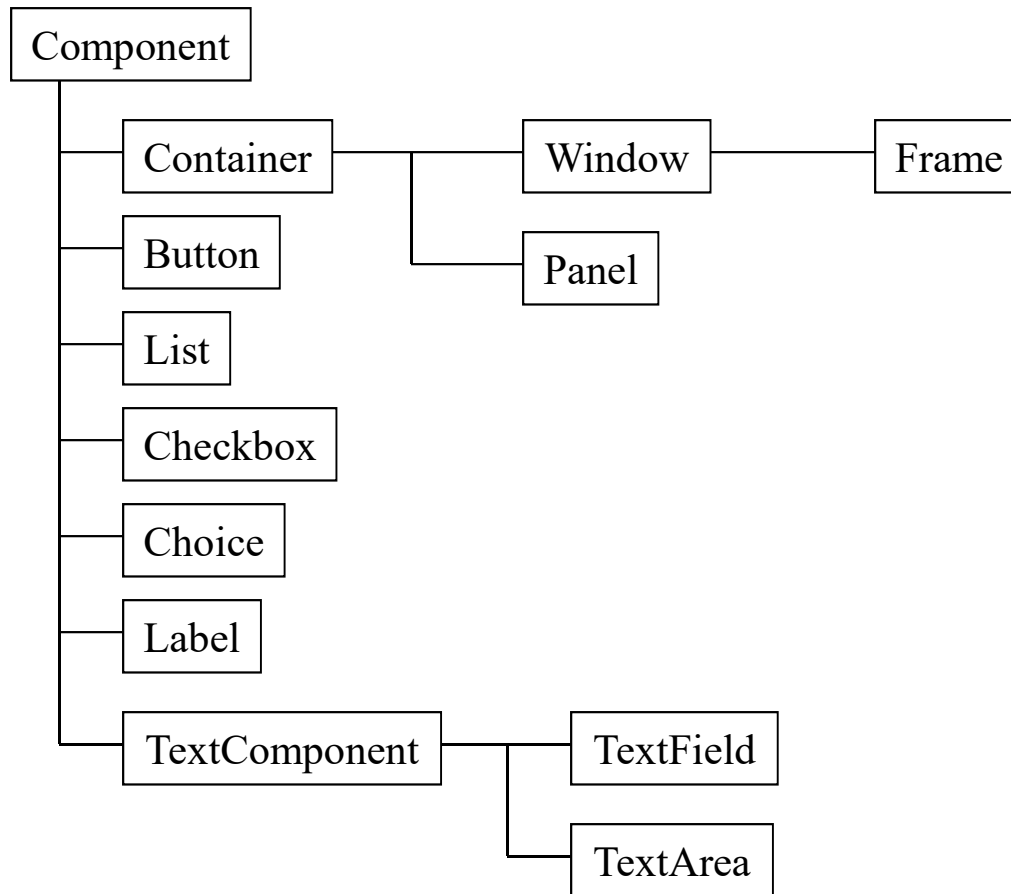 Component
Container
Window
Frame
Button
Panel
List
Checkbox
Choice
Label
TextComponent
TextField
TextArea